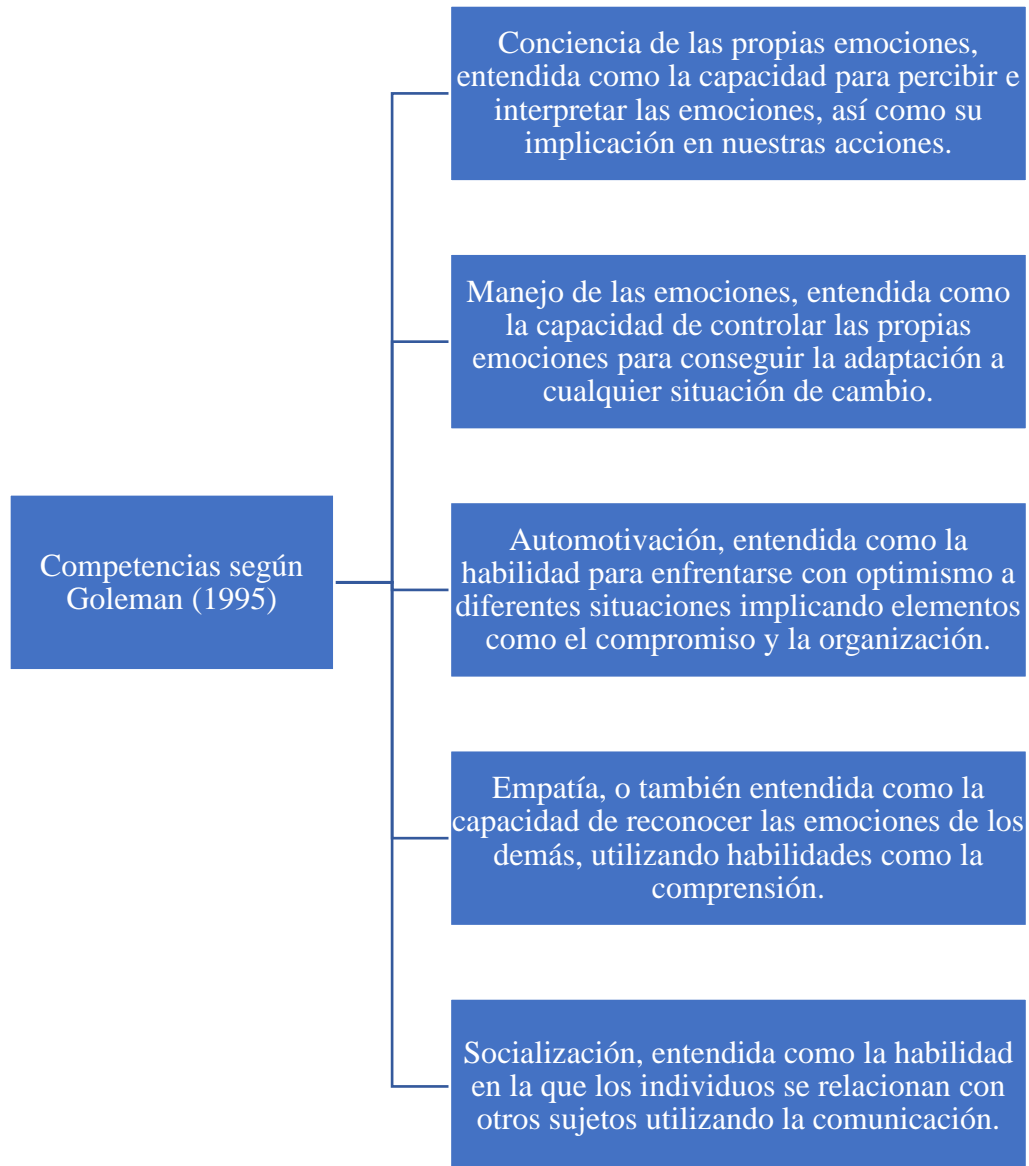 Conciencia de las propias emociones,
entendida como la capacidad para percibir e
interpretar las emociones, así como su
implicación en nuestras acciones.
Manejo de las emociones, entendida como
la capacidad de controlar las propias
emociones para conseguir la adaptación a
cualquier situación de cambio.
Competencias según
Goleman (1995)
Automotivación, entendida como la
habilidad para enfrentarse con optimismo a
diferentes situaciones implicando elementos
como el compromiso y la organización.
Empatía, o también entendida como la
capacidad de reconocer las emociones de los
demás, utilizando habilidades como la
comprensión.
Socialización, entendida como la habilidad
en la que los individuos se relacionan con
otros sujetos utilizando la comunicación.